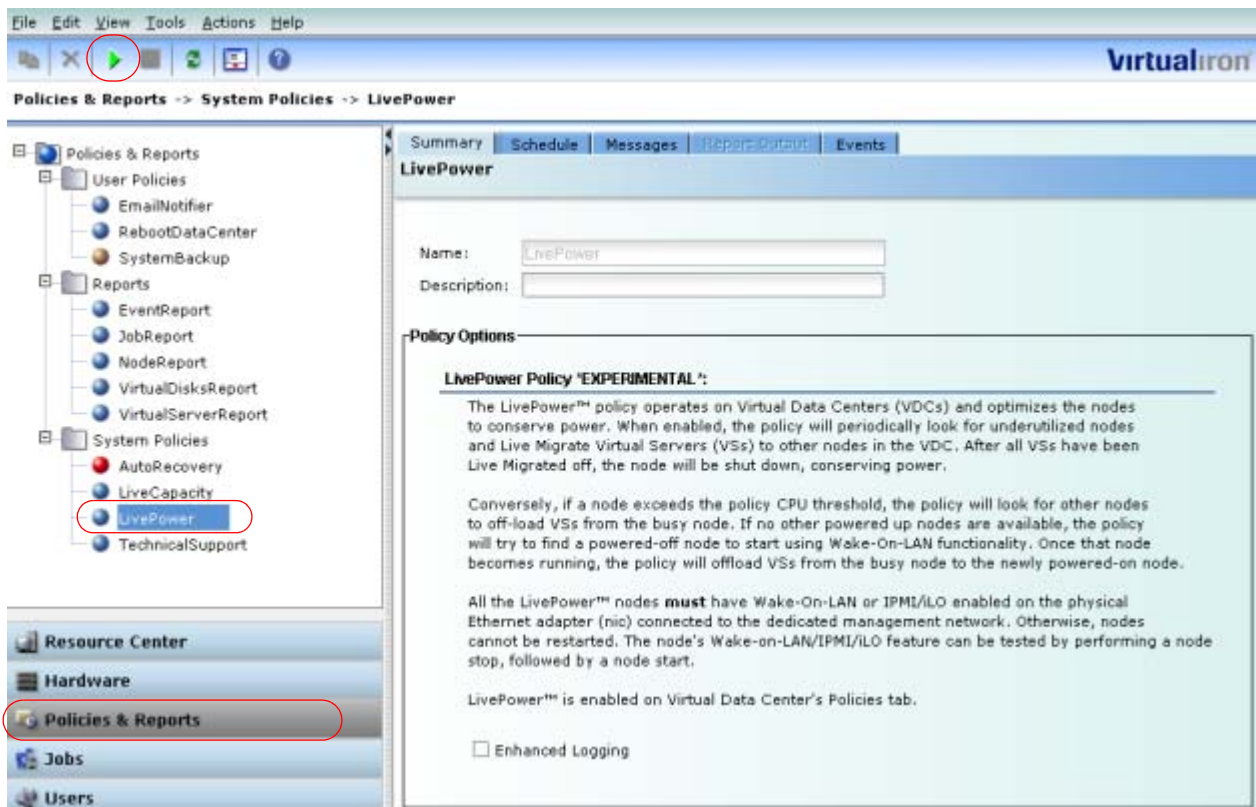 File Edit View Tools Actions Help
Virtualiron
Policies & Reports -> System Policies -> LivePower
Policies & Reports
User Policies
EmailNotifier
RebootDataCenter
SystemBackup
Reports
EventReport
JobReport
NodeReport
VirtualDisksReport
VirtualServerReport
System Policies
AutoRecovery
LiveCapacity
LivePower
TechnicalSupport
Resource Center
Hardware
Policies & Reports
Jobs
Users
Summary Schedule Messages Report Output Events
LivePower
Name: LivePower
Description:
Policy Options
LivePower Policy *EXPERIMENTAL*:
The LivePower™ policy operates on Virtual Data Centers (VDCs) and optimizes the nodes
to conserve power. When enabled, the policy will periodically look for underutilized nodes
and Live Migrate Virtual Servers (VSs) to other nodes in the VDC. After all VSs have been
Live Migrated off, the node will be shut down, conserving power.
Conversely, if a node exceeds the policy CPU threshold, the policy will look for other nodes
to off-load VSs from the busy node. If no other powered up nodes are available, the policy
will try to find a powered-off node to start using Wake-On-LAN functionality. Once that node
becomes running, the policy will offload VSs from the busy node to the newly powered-on node.
All the LivePower™ nodes must have Wake-On-LAN or IPMI/iLO enabled on the physical
Ethernet adapter (nic) connected to the dedicated management network. Otherwise, nodes
cannot be restarted. The node's Wake-on-LAN/IPMI/iLO feature can be tested by performing a node
stop, followed by a node start.
LivePower™ is enabled on Virtual Data Center's Policies tab.
Enhanced Logging